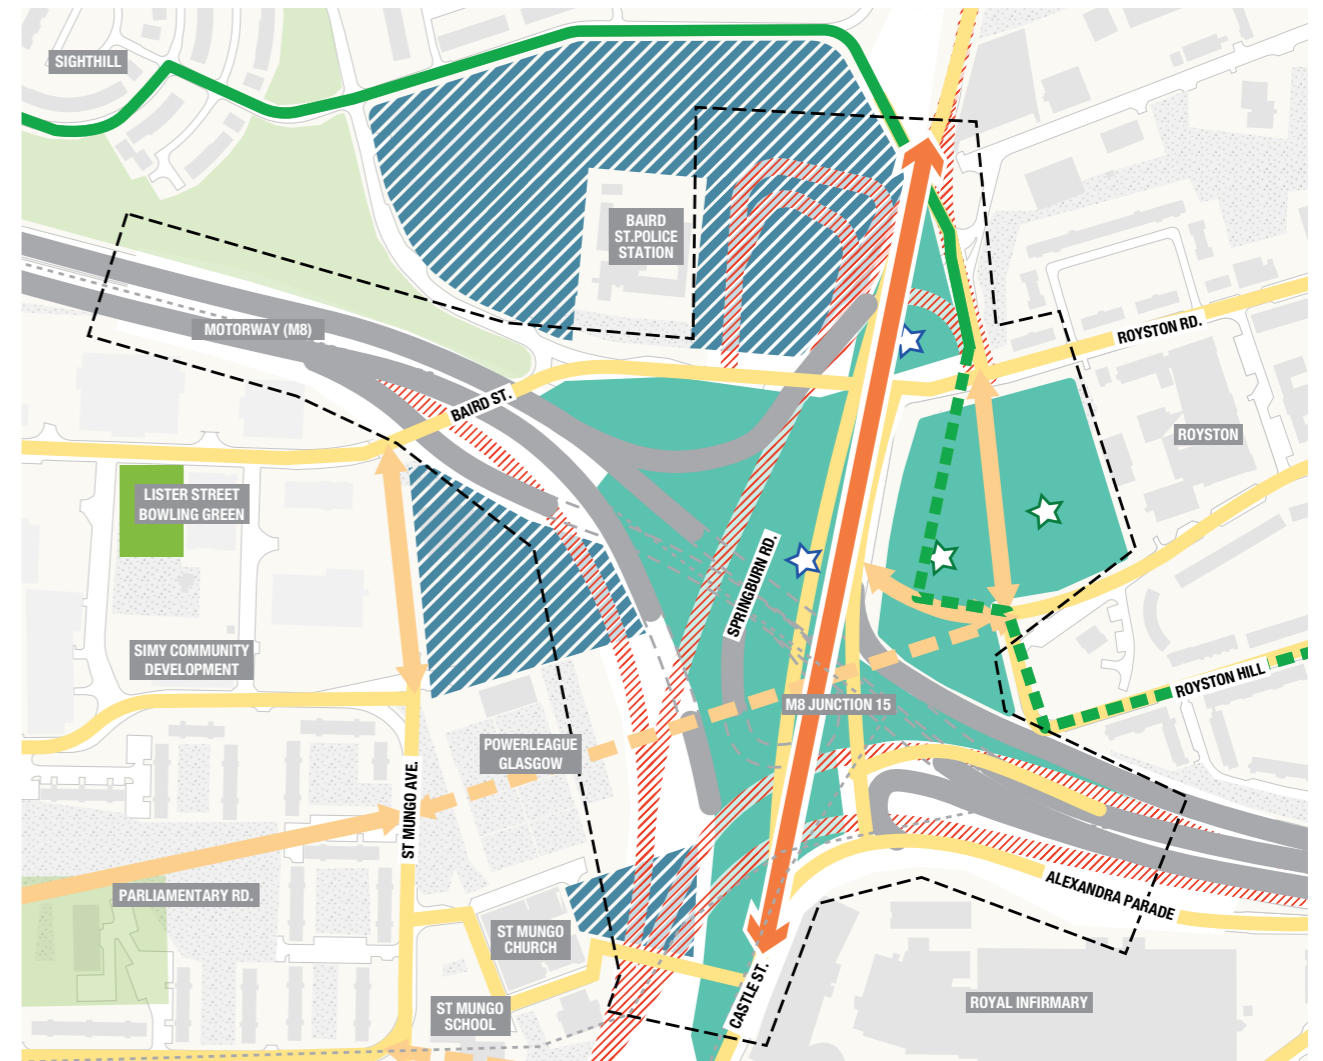 SIGHTHILL
BAIRD
ST.POLICE
STATION
MOTORWAY (M8)
ROYSTON RD.
BAIRD ST.
ROYSTON
LISTER STREET
BOWLING GREEN
SPRINGBURN RD.
SIMY COMMUNITY
DEVELOPMENT
ROYSTON HILL
M8 JUNCTION 15
POWERLEAGUE
GLASGOW
ST MUNGO AVE.
PARLIAMENTARY RD.
ALEXANDRA PARADE
ST MUNGO
CHURCH
CASTLE ST.
ROYAL INFIRMARY
ST MUNGO
SCHOOL